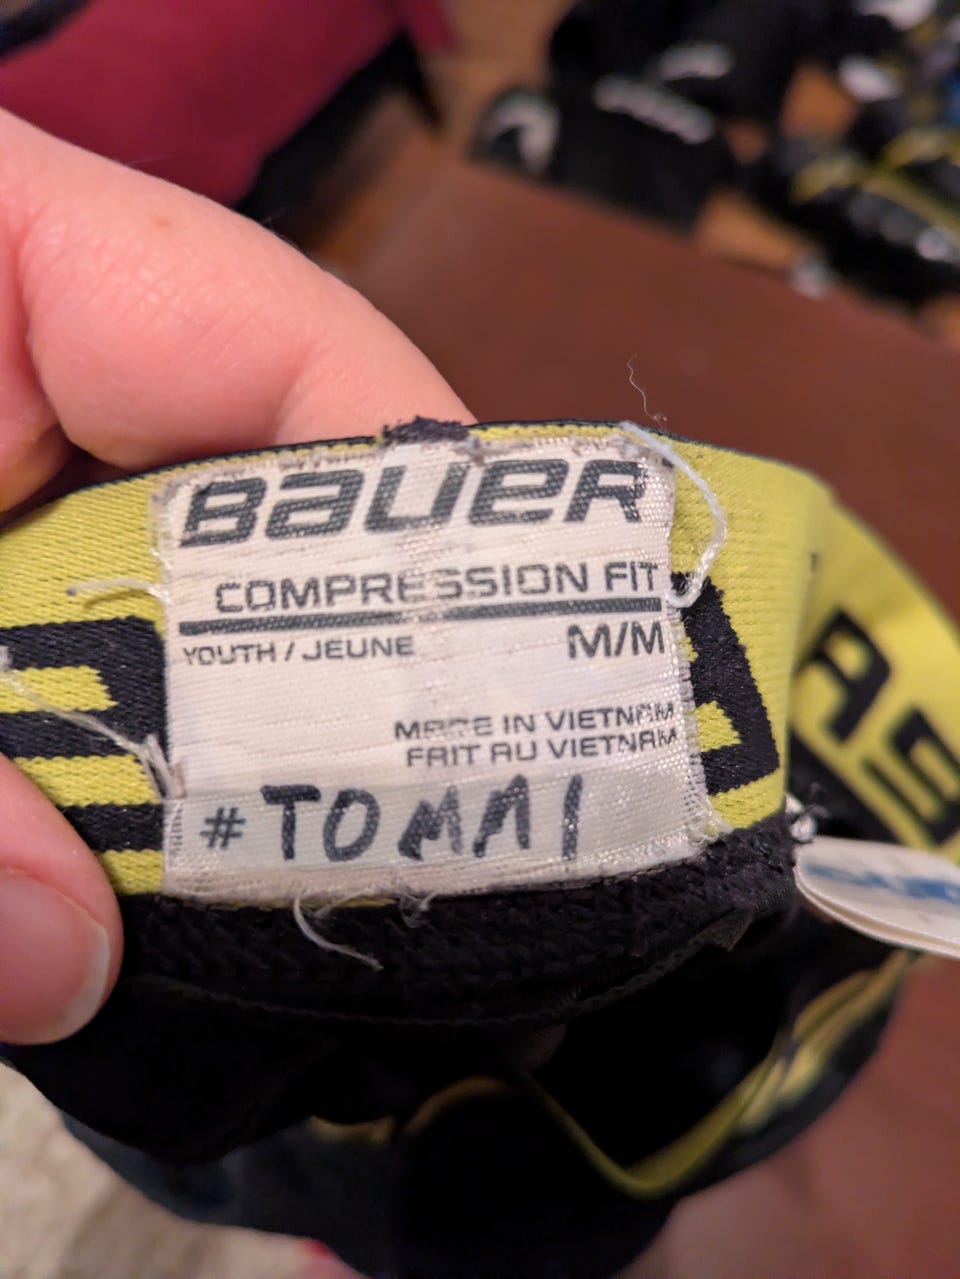 BAUER
COMPRESSION FIT
YOUTH / JEUNE M/M
MADE IN VIETNAM
FAIT AU VIETNAM
# TOMMI